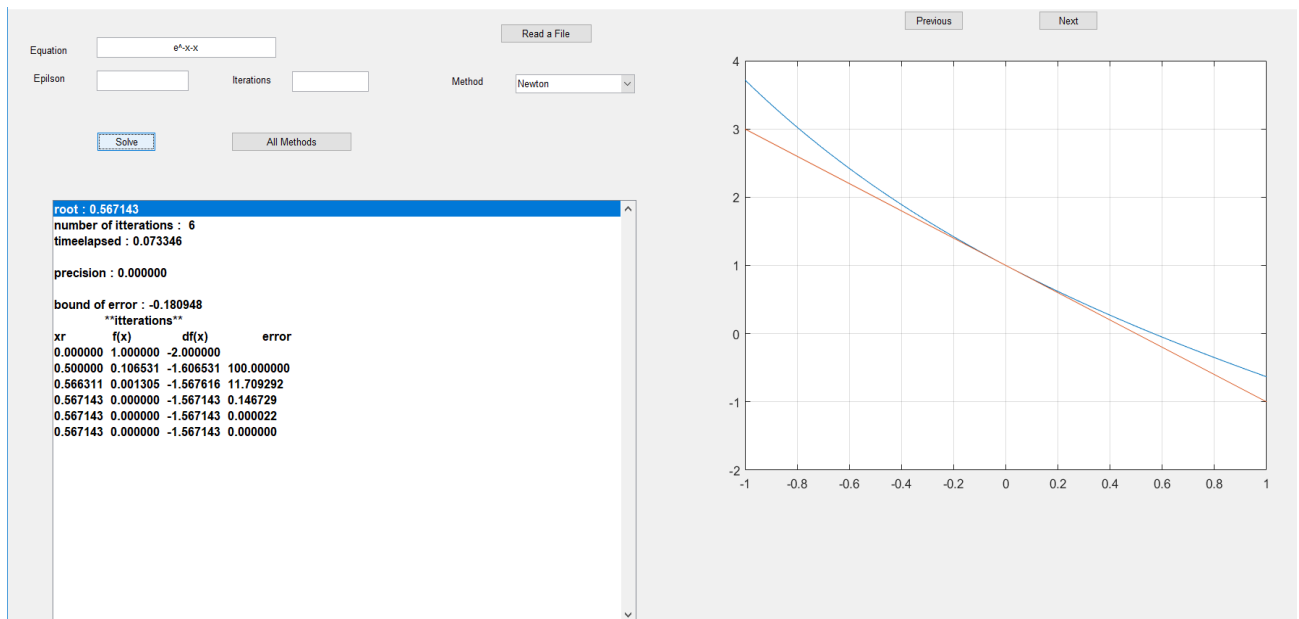 Previous Next
Read a File
Equation e^-x-x
Epilson Iterations Method Newton
Solve All Methods
root : 0.567143
number of itterations : 6
timeelapsed : 0.073346
precision : 0.000000
bound of error : -0.180948
**itterations**
xr f(x) df(x) error
0.000000 1.000000 -2.000000
0.500000 0.106531 -1.606531 100.000000
0.566311 0.001305 -1.567616 11.709292
0.567143 0.000000 -1.567143 0.146729
0.567143 0.000000 -1.567143 0.000022
0.567143 0.000000 -1.567143 0.000000
4
3
2
1
0
-1
-2
-1 -0.8 -0.6 -0.4 -0.2 0 0.2 0.4 0.6 0.8 1